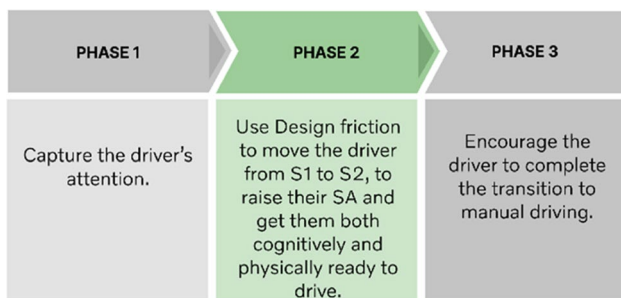 PHASE 1
PHASE 2
PHASE 3
Capture the driver's
attention.
Use Design friction
to move the driver
from S1 to S2, to
raise their SA and
get them both
cognitively and
physically ready to
drive.
Encourage the
driver to complete
the transition to
manual driving.